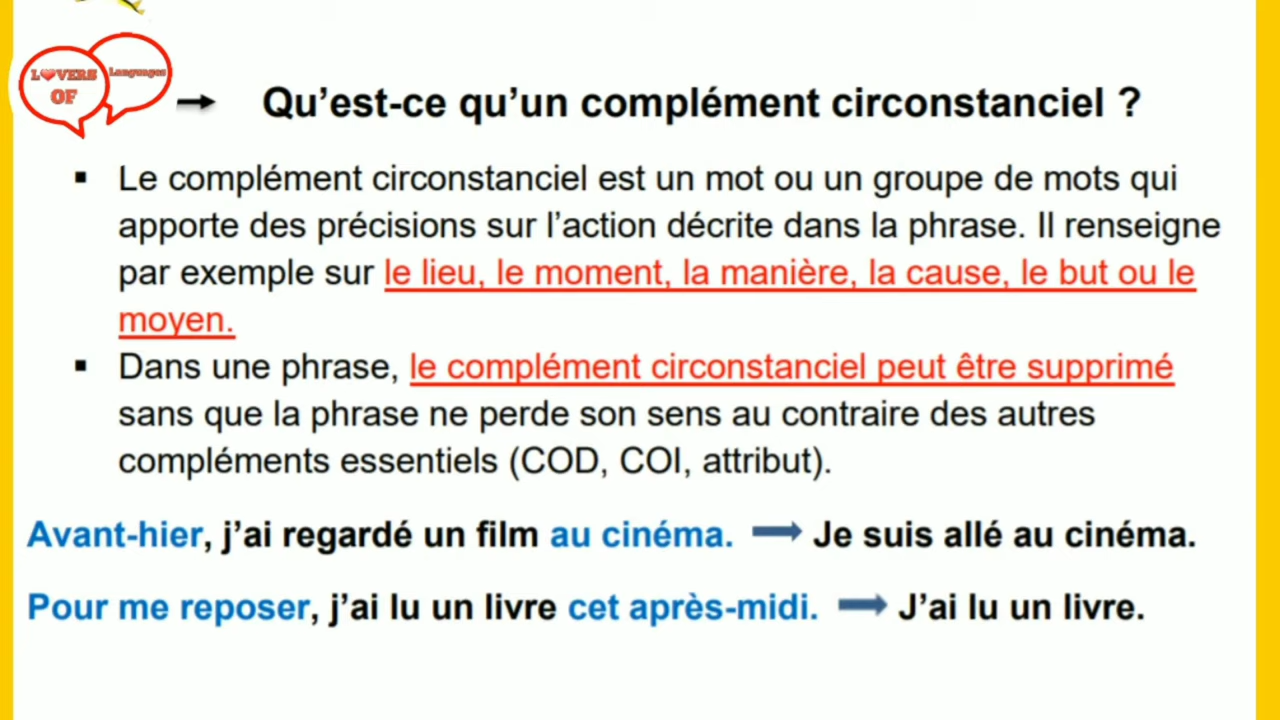 L❤VERS
OF
Languages
Qu’est-ce qu’un complément circonstanciel ?
▪ Le complément circonstanciel est un mot ou un groupe de mots qui
apporte des précisions sur l’action décrite dans la phrase. Il renseigne
par exemple sur le lieu, le moment, la manière, la cause, le but ou le
moyen.
▪ Dans une phrase, le complément circonstanciel peut être supprimé
sans que la phrase ne perde son sens au contraire des autres
compléments essentiels (COD, COI, attribut).
Avant-hier, j’ai regardé un film au cinéma. ➡ Je suis allé au cinéma.
Pour me reposer, j’ai lu un livre cet après-midi. ➡ J’ai lu un livre.